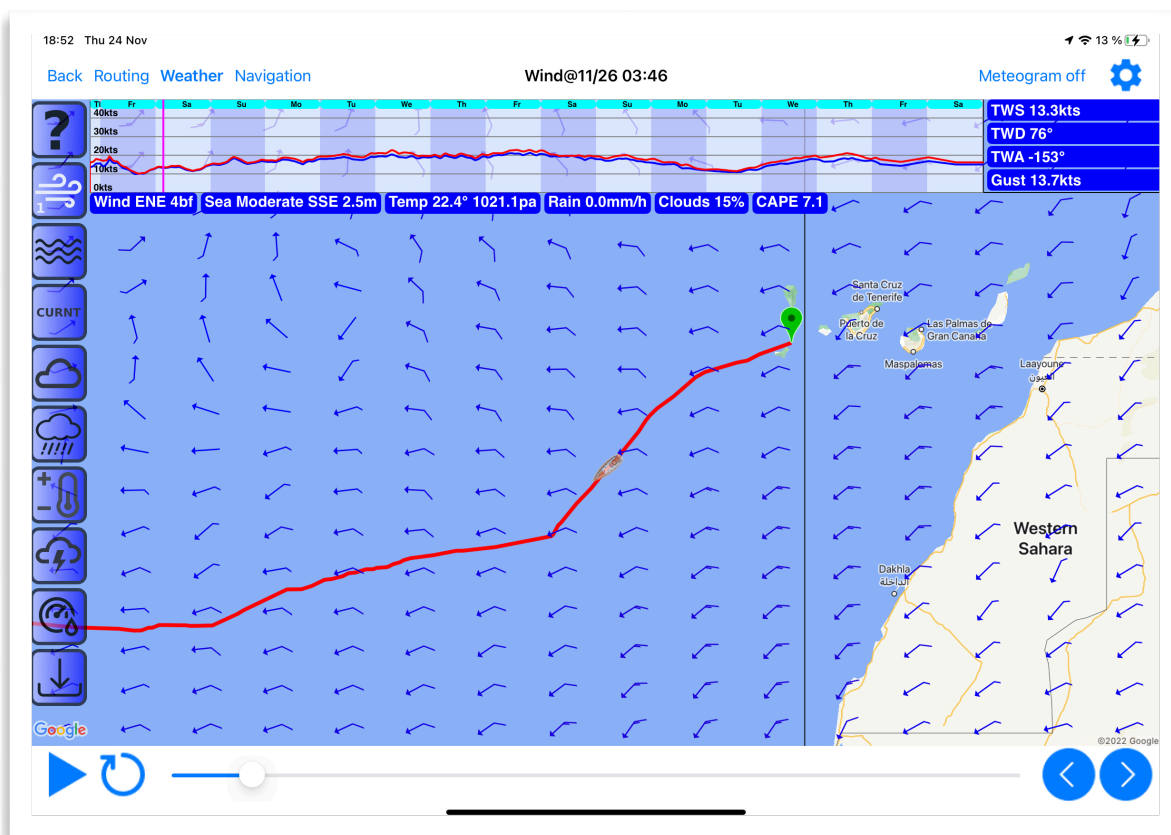 18:52 Thu 24 Nov
13 %
Back Routing Weather Navigation
Wind@11/26 03:46
Meteogram off
Fr Sa Su Mo Tu We Th Fr Sa Su Mo Tu We Th Fr Sa
40kts
30kts
20kts
10kts
0kts
TWS 13.3kts
TWD 76°
TWA -153°
Gust 13.7kts
Wind ENE 4bf Sea Moderate SSE 2.5m Temp 22.4° 1021.1pa Rain 0.0mm/h Clouds 15% CAPE 7.1
?
1
CURNT
Santa Cruz
de Tenerife
Puerto de
la Cruz
Las Palmas de
Gran Canaria
Maspalomas
Laayoune
العيون
Western
Sahara
Dakhla
الداخلة
Google
©2022 Google